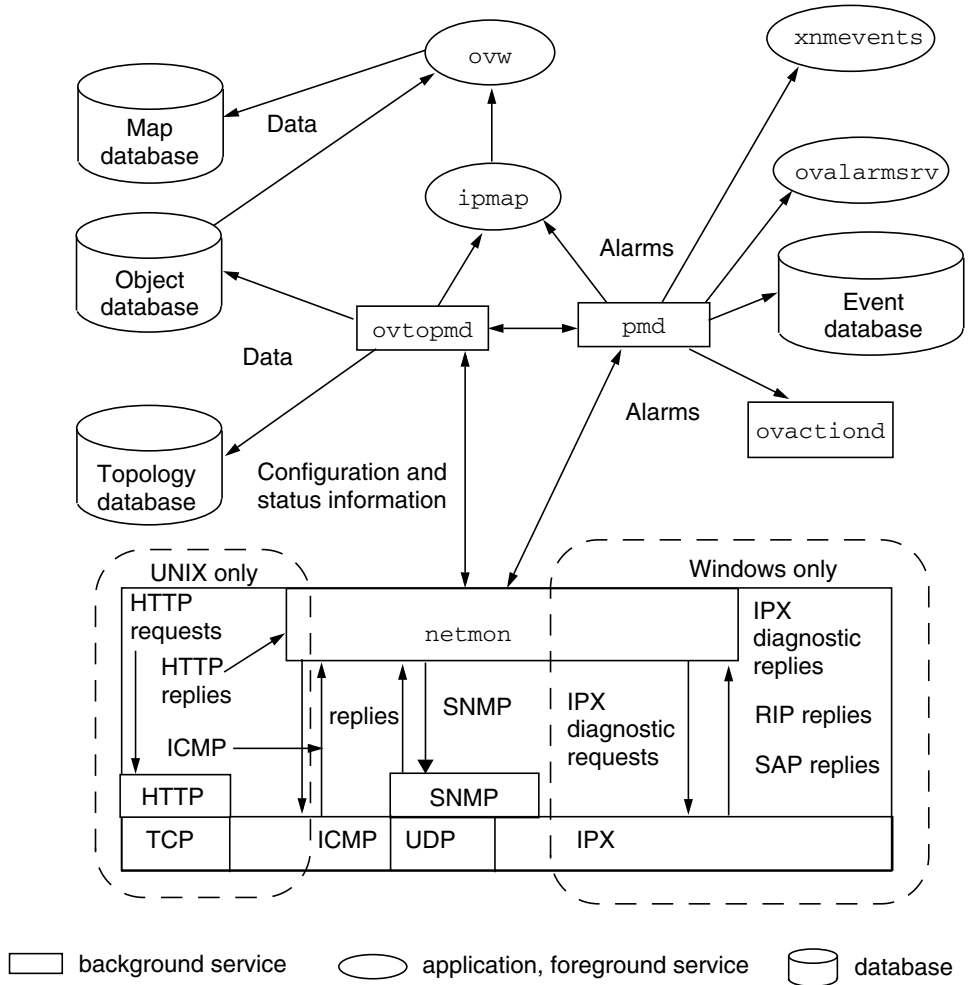 ovw
xnmevents
Map
database
Data
ipmap
ovalarmsrv
Object
database
Alarms
Event
database
ovtopmd
pmd
Data
Alarms
ovactiond
Topology
database
Configuration and
status information
UNIX only
Windows only
HTTP
requests
netmon
IPX
diagnostic
replies
HTTP
replies
replies
SNMP
IPX
diagnostic
requests
RIP replies
ICMP
SAP replies
HTTP
SNMP
TCP
ICMP
UDP
IPX
background service
application, foreground service
database